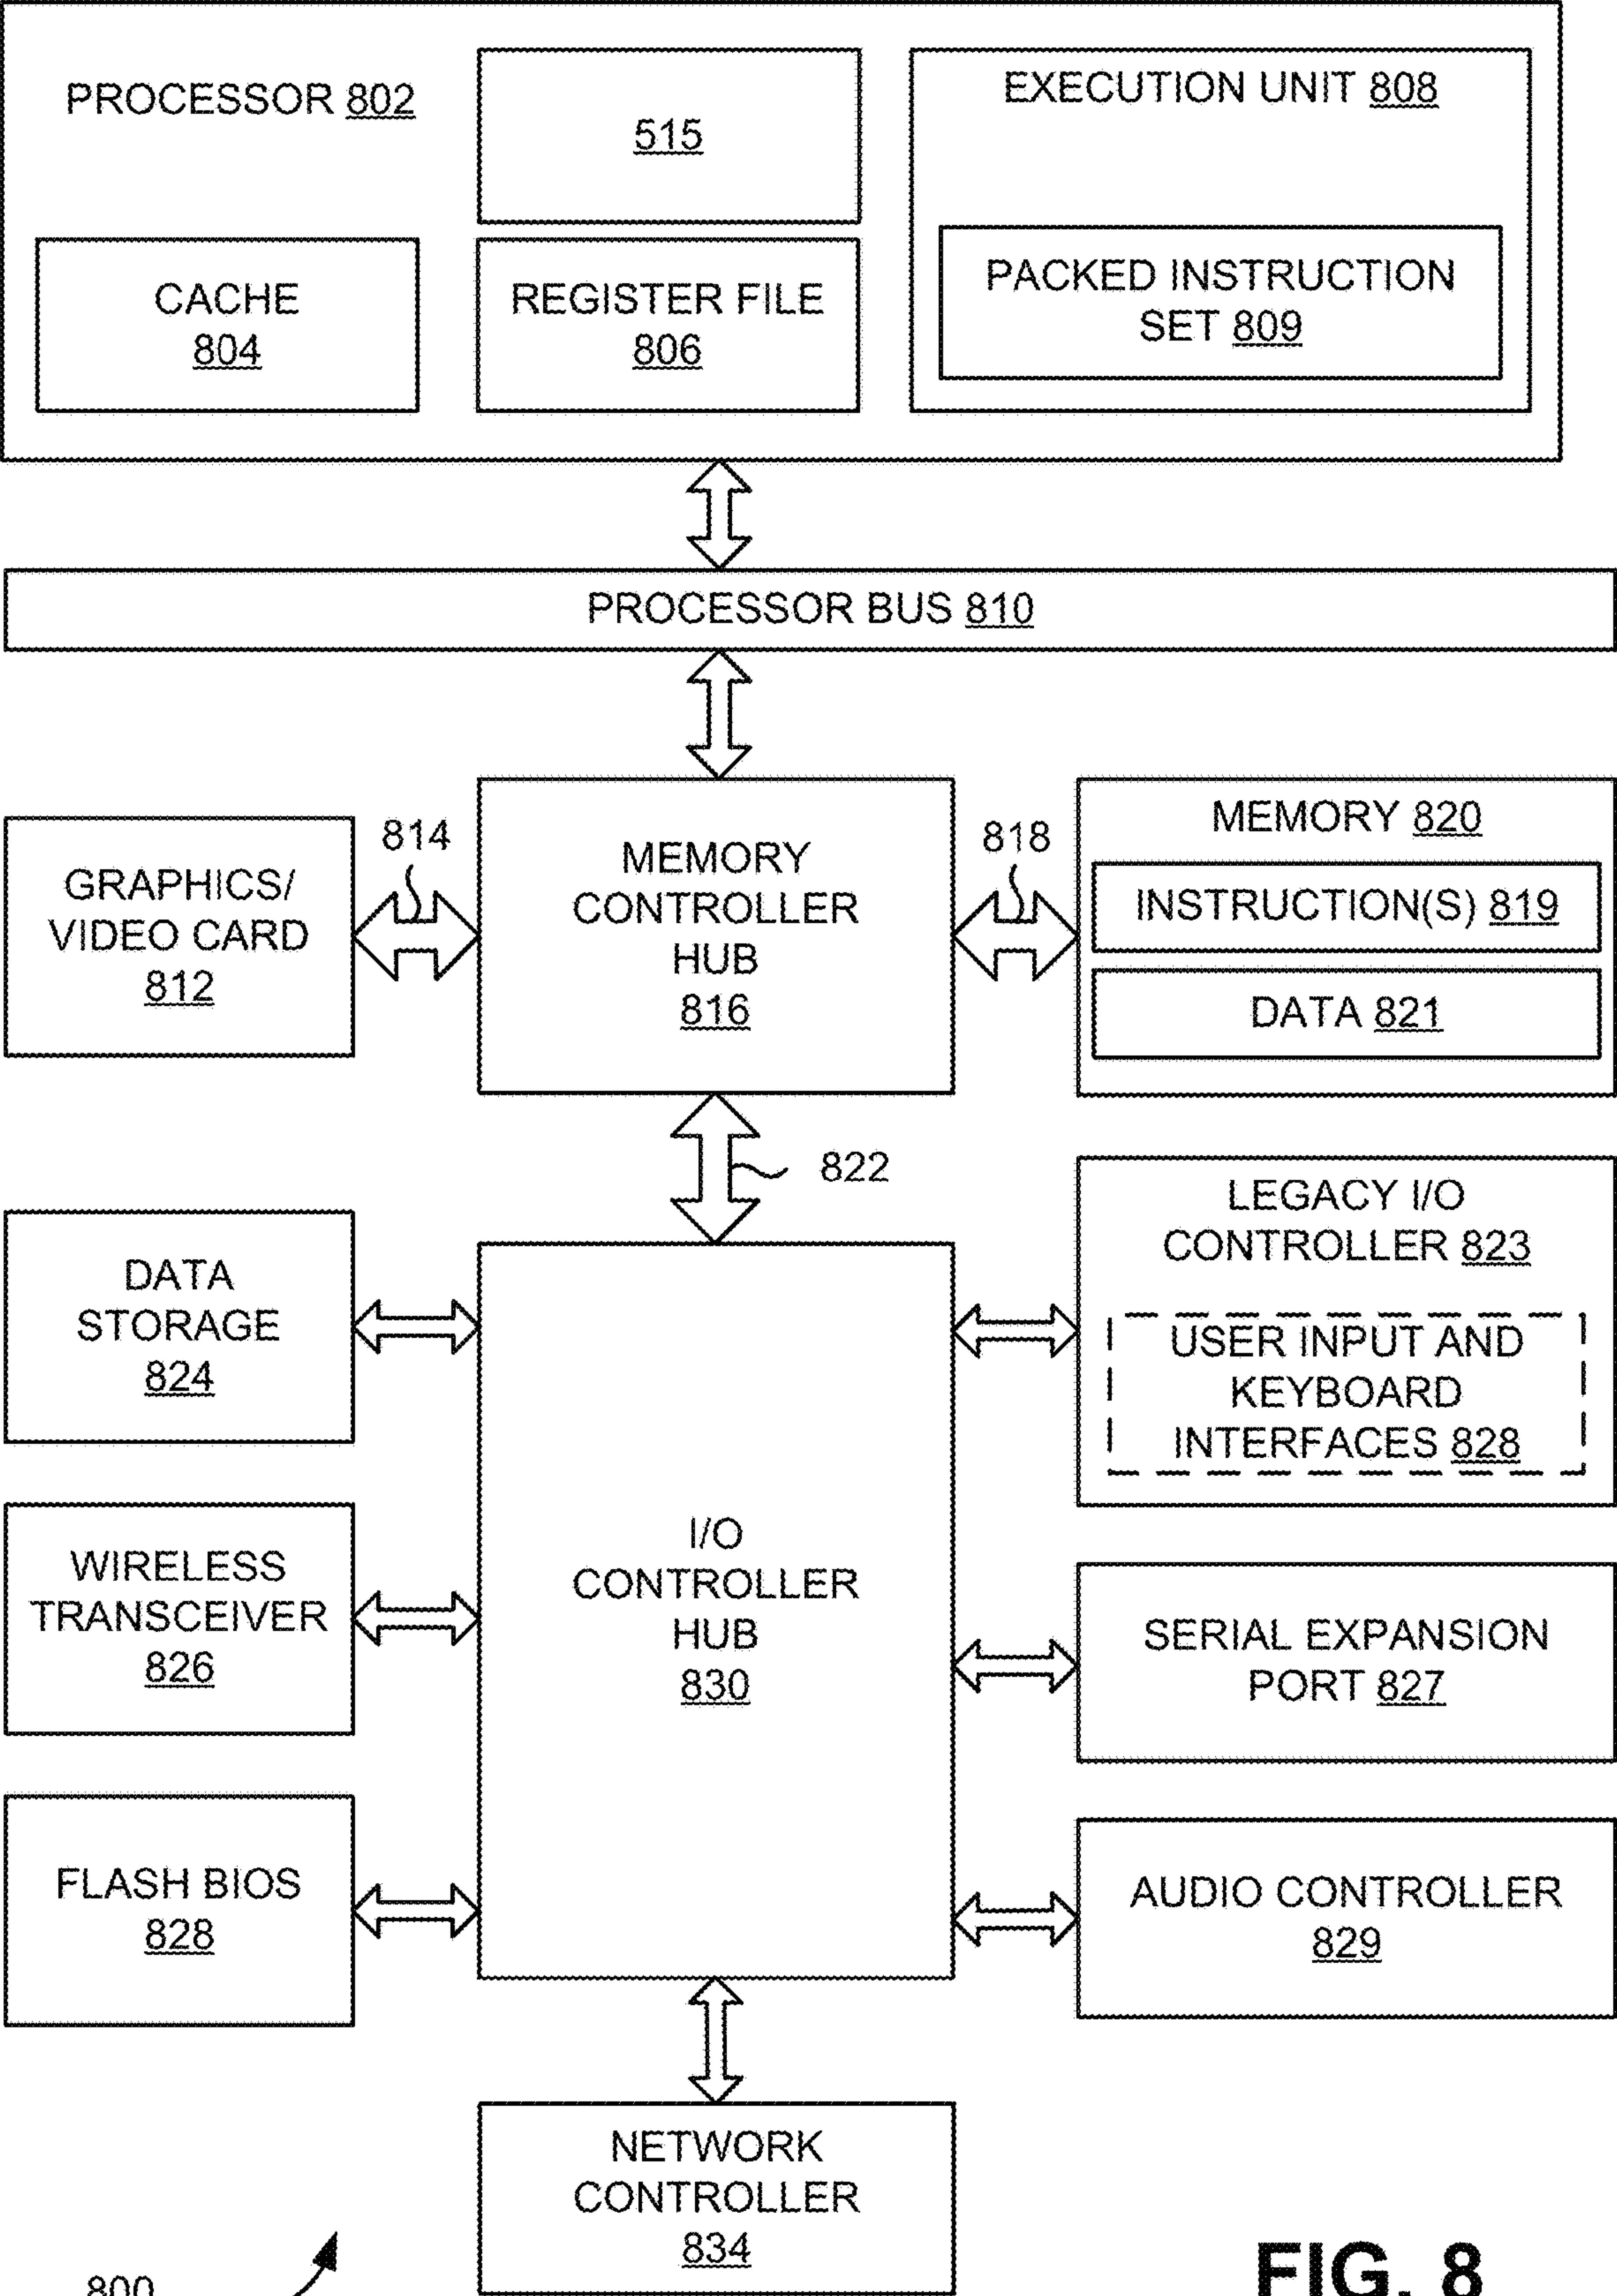 PROCESSOR 802
515
EXECUTION UNIT 808
CACHE
804
REGISTER FILE
806
PACKED INSTRUCTION
SET 809
PROCESSOR BUS 810
GRAPHICS/
VIDEO CARD
812
814
MEMORY
CONTROLLER
HUB
816
818
MEMORY 820
INSTRUCTION(S) 819
DATA 821
822
DATA
STORAGE
824
LEGACY I/O
CONTROLLER 823
USER INPUT AND
KEYBOARD
INTERFACES 828
WIRELESS
TRANSCEIVER
826
I/O
CONTROLLER
HUB
830
SERIAL EXPANSION
PORT 827
FLASH BIOS
828
AUDIO CONTROLLER
829
NETWORK
CONTROLLER
834
800
FIG. 8